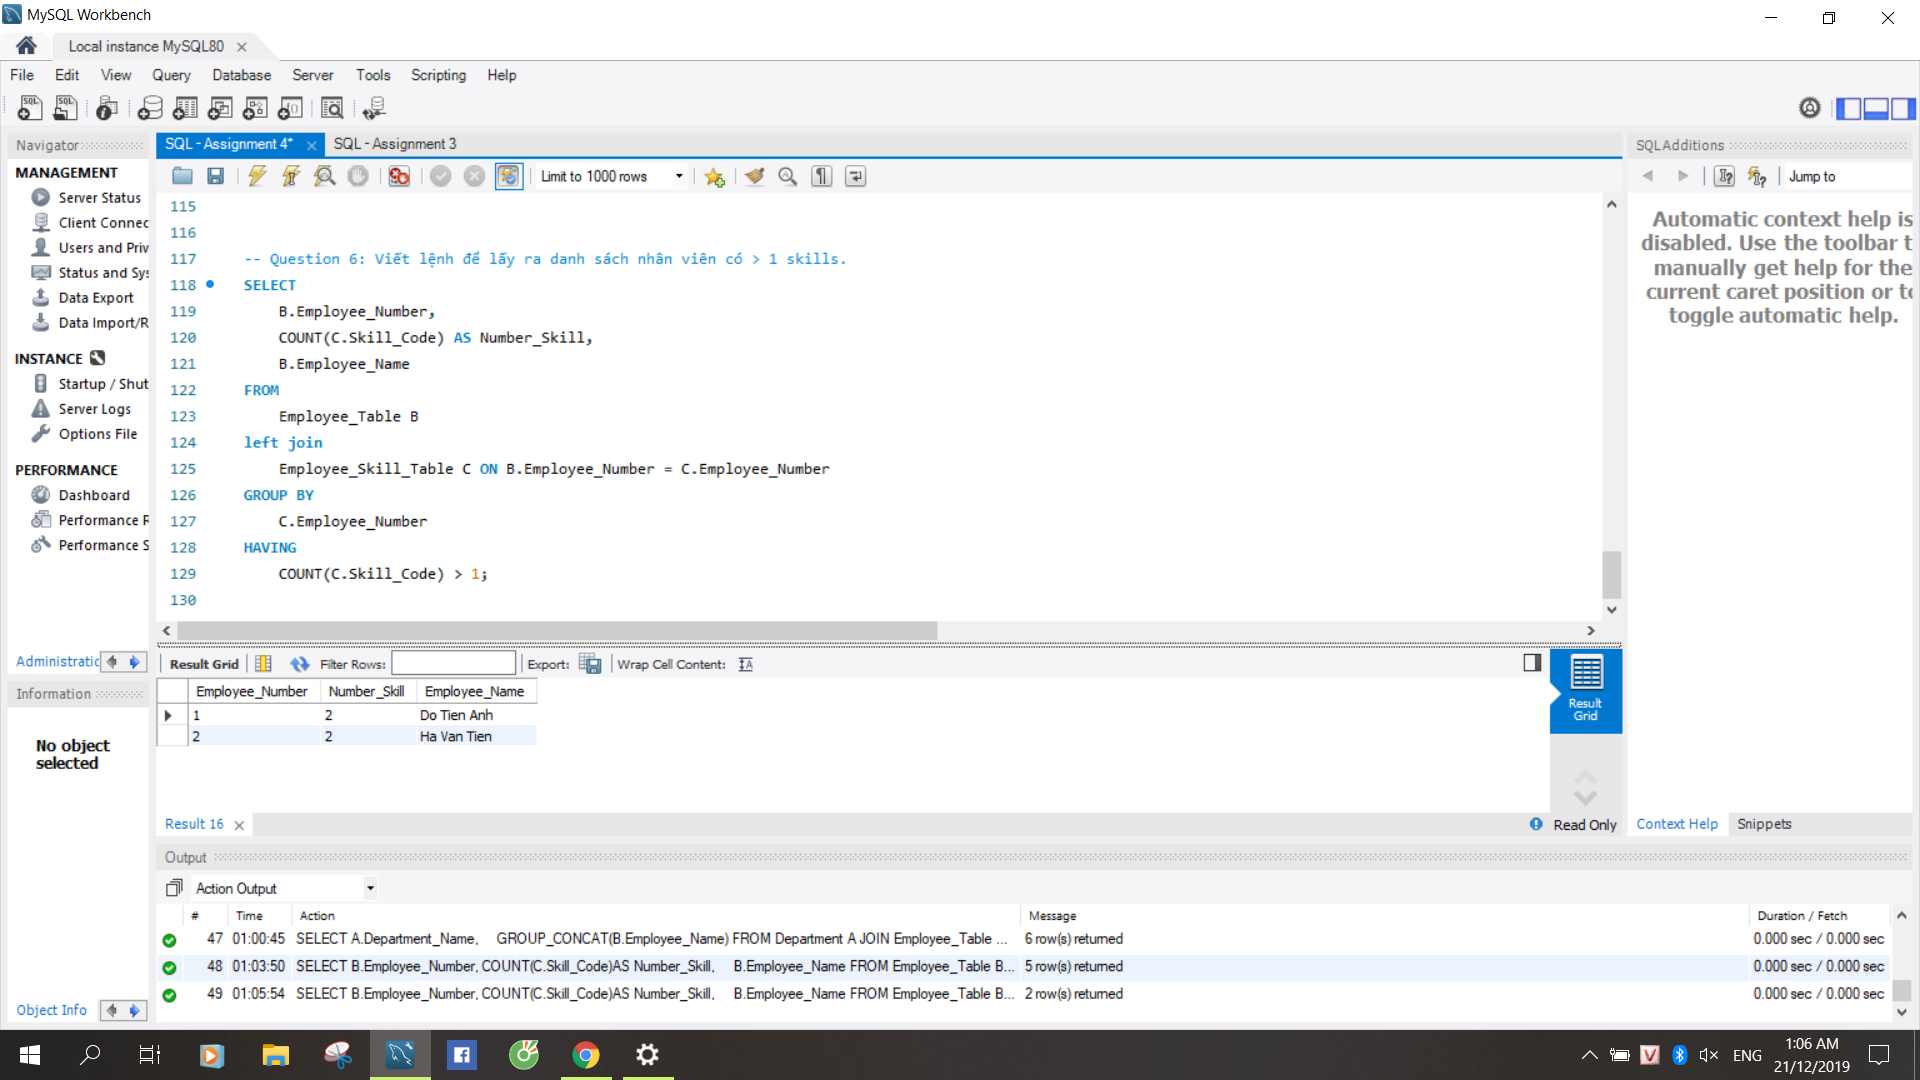 MySQL Workbench
Local instance MySQL80
File Edit View Query Database Server Tools Scripting Help
Navigator
MANAGEMENT
Server Status
Client Connec
Users and Priv
Status and Sys
Data Export
Data Import/R
INSTANCE
Startup / Shut
Server Logs
Options File
PERFORMANCE
Dashboard
Performance R
Performance S
Administratic
Information
No object
selected
Object Info
SQL - Assignment 4*
SQL - Assignment 3
Limit to 1000 rows
115
116
117 -- Question 6: Viết lệnh để lấy ra danh sách nhân viên có > 1 skills.
118 SELECT
119 B.Employee_Number,
120 COUNT(C.Skill_Code) AS Number_Skill,
121 B.Employee_Name
122 FROM
123 Employee_Table B
124 left join
125 Employee_Skill_Table C ON B.Employee_Number = C.Employee_Number
126 GROUP BY
127 C.Employee_Number
128 HAVING
129 COUNT(C.Skill_Code) > 1;
130
Result Grid Filter Rows: Export: Wrap Cell Content:
Employee_Number Number_Skill Employee_Name
1 2 Do Tien Anh
2 2 Ha Van Tien
Result
Grid
Result 16
Read Only
SQLAdditions
Jump to
Automatic context help is
disabled. Use the toolbar t
manually get help for the
current caret position or to
toggle automatic help.
Context Help Snippets
Output
Action Output
# Time Action Message Duration / Fetch
47 01:00:45 SELECT A.Department_Name, GROUP_CONCAT(B.Employee_Name) FROM Department A JOIN Employee_Table ... 6 row(s) returned 0.000 sec / 0.000 sec
48 01:03:50 SELECT B.Employee_Number, COUNT(C.Skill_Code)AS Number_Skill, B.Employee_Name FROM Employee_Table B... 5 row(s) returned 0.000 sec / 0.000 sec
49 01:05:54 SELECT B.Employee_Number, COUNT(C.Skill_Code)AS Number_Skill, B.Employee_Name FROM Employee_Table B... 2 row(s) returned 0.000 sec / 0.000 sec
ENG
1:06 AM
21/12/2019